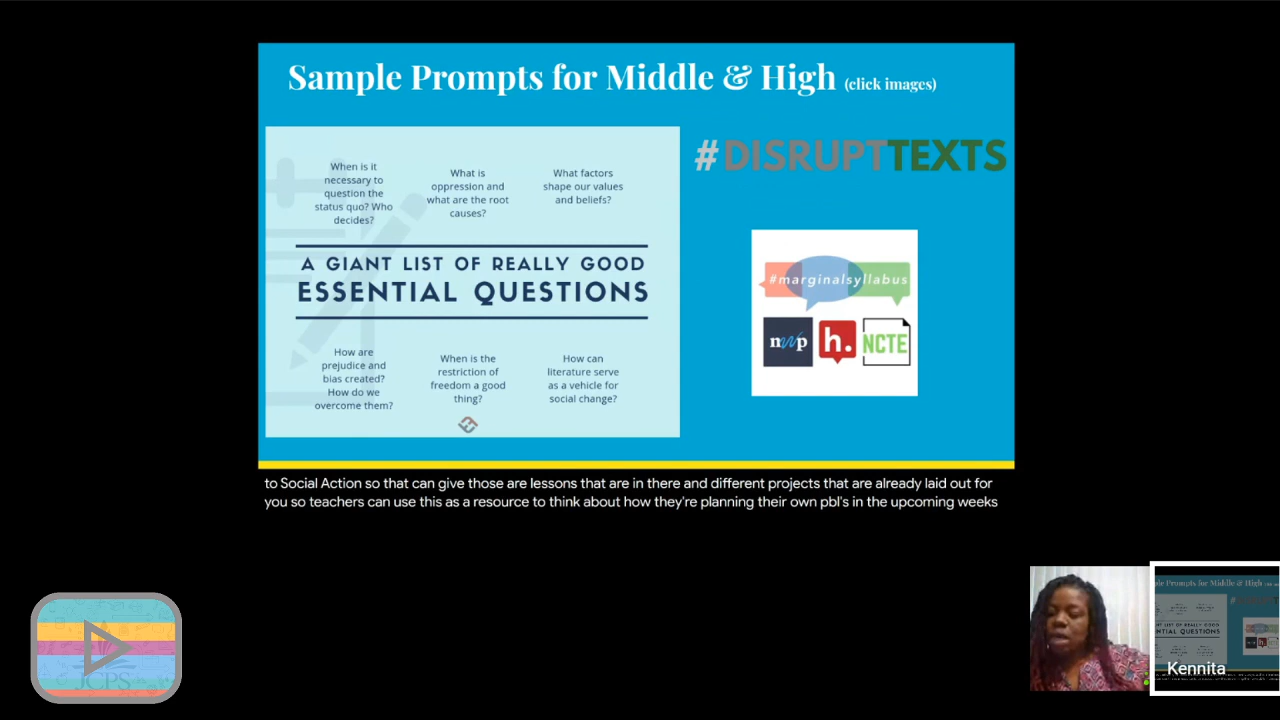 Sample Prompts for Middle & High (click images)
When is it
necessary to
question the
status quo? Who
decides?
What is
oppression and
what are the root
causes?
What factors
shape our values
and beliefs?
A GIANT LIST OF REALLY GOOD
ESSENTIAL QUESTIONS
How are
prejudice and
bias created?
How do we
overcome them?
When is the
restriction of
freedom a good
thing?
How can
literature serve
as a vehicle for
social change?
#DISRUPTTEXTS
#marginalsyllabus
nwp
h.
NCTE
to Social Action so that can give those are lessons that are in there and different projects that are already laid out for
you so teachers can use this as a resource to think about how they're planning their own pbl's in the upcoming weeks
JCPS
Kennita